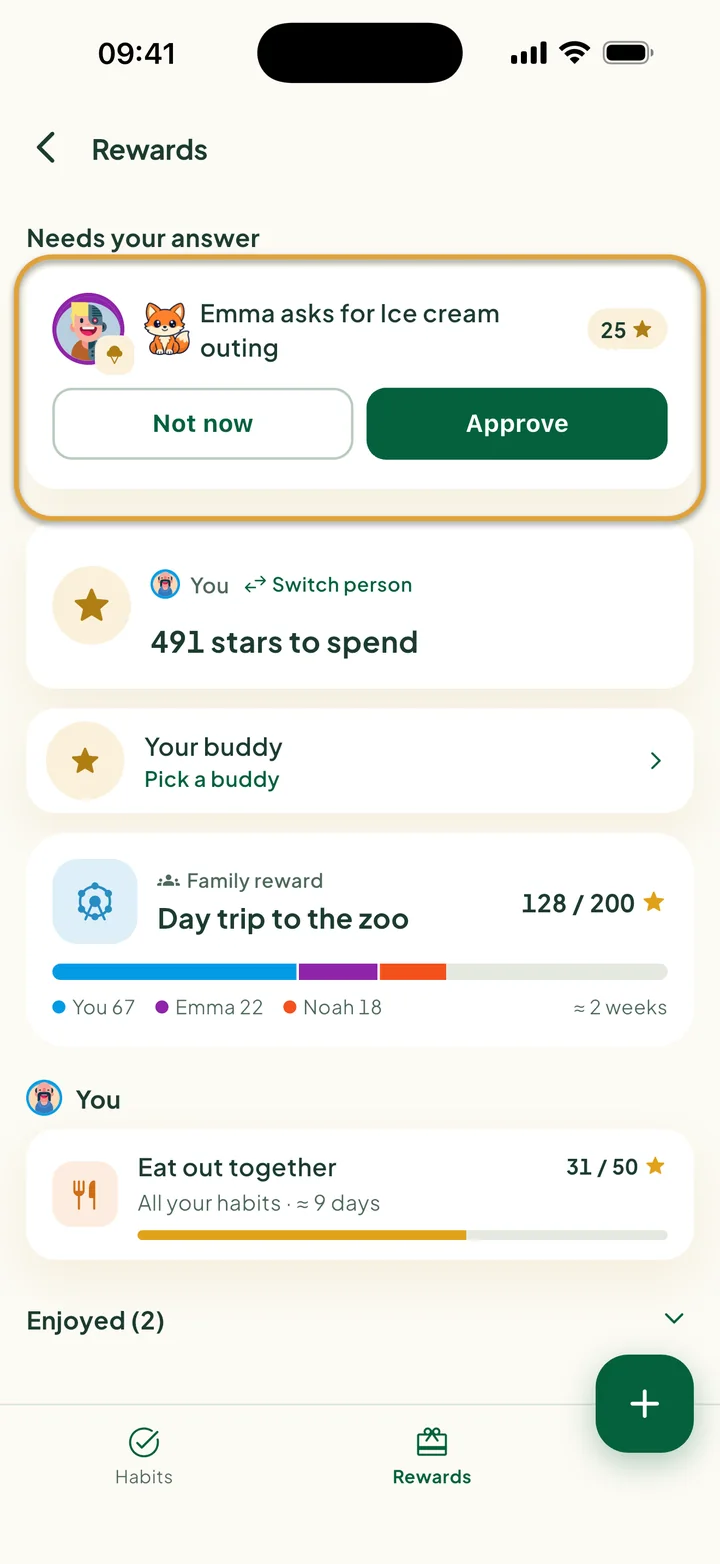 09:41
Rewards
Needs your answer
Emma asks for Ice cream
outing
25
Not now
Approve
You
Switch person
491 stars to spend
Your buddy
Pick a buddy
Family reward
Day trip to the zoo
128 / 200
You 67
Emma 22
Noah 18
≈ 2 weeks
You
Eat out together
31 / 50
All your habits · ≈ 9 days
Enjoyed (2)
Habits
Rewards